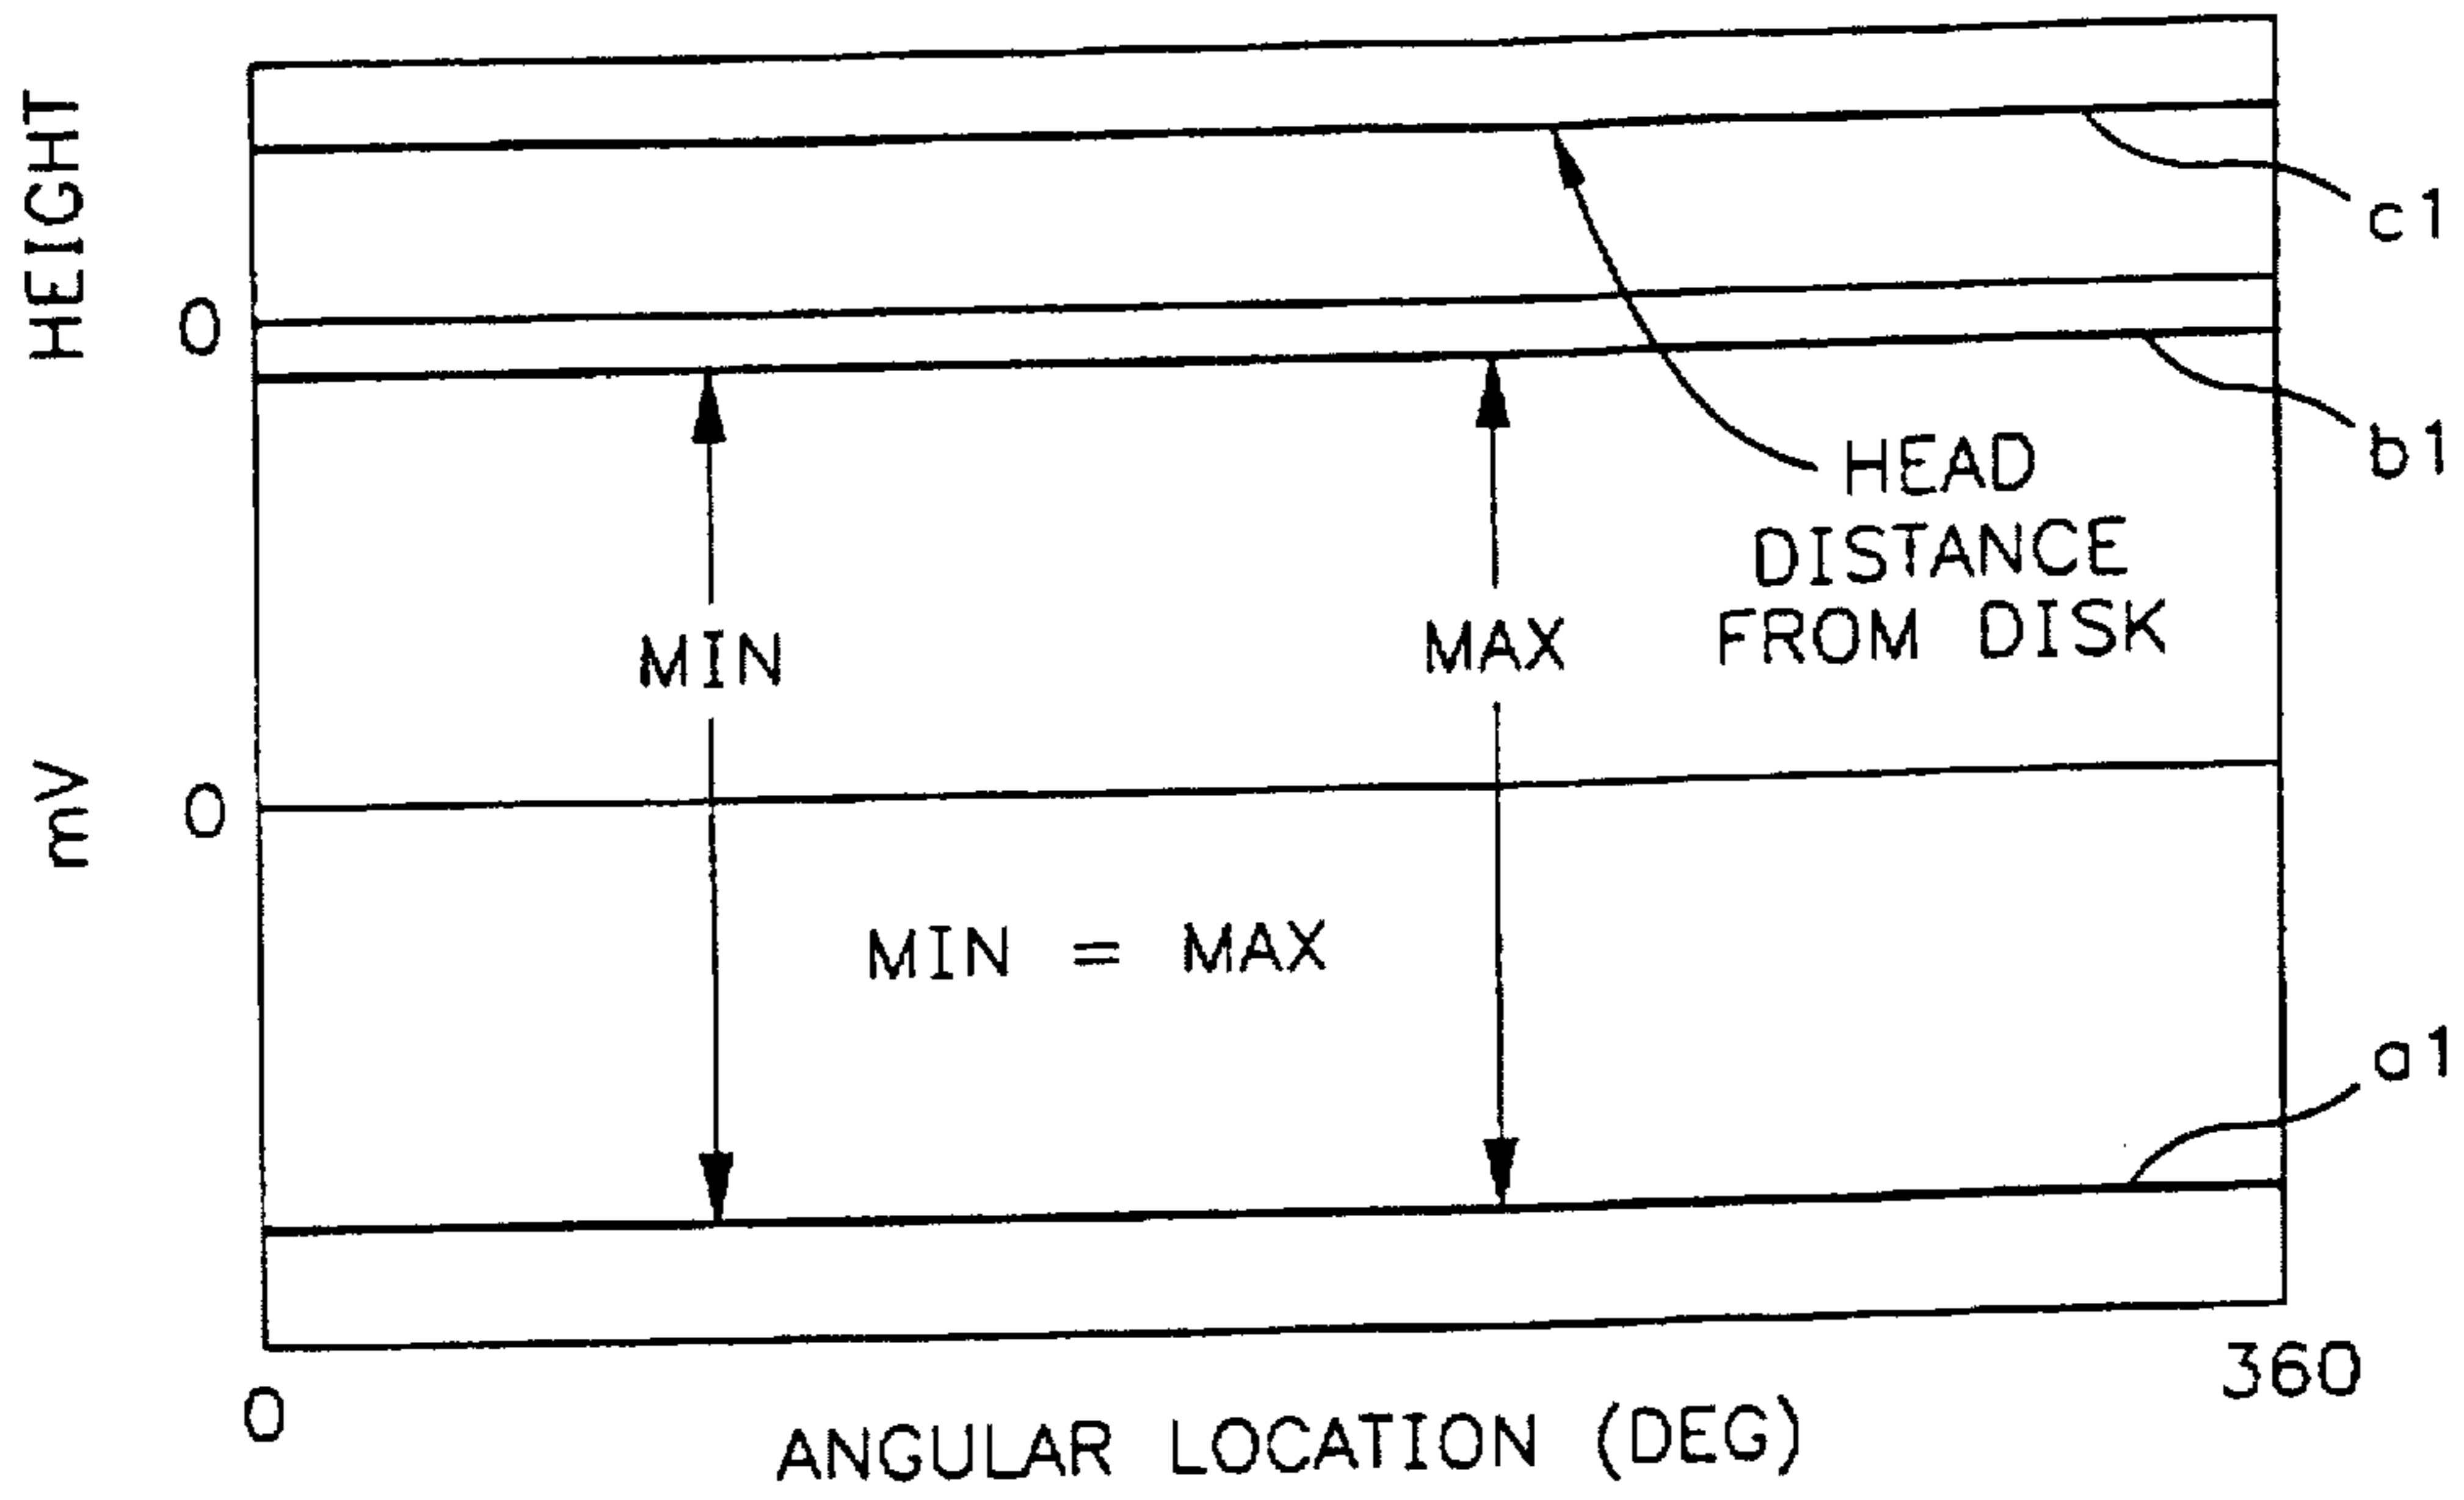 HEIGHT
0
c1
b1
HEAD
DISTANCE
FROM DISK
MIN
MAX
mV
0
MIN = MAX
a1
0
360
ANGULAR LOCATION (DEG)